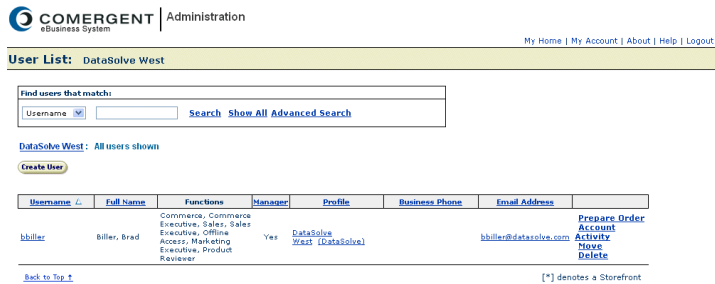 COMERGENT
eBusiness System
Administration
My Home | My Account | About | Help | Logout
User List: DataSolve West
Find users that match:
Username Search Show All Advanced Search
DataSolve West : All users shown
Create User
Username Full Name Functions Manager Profile Business Phone Email Address
bbiller Biller, Brad Commerce, Commerce Executive, Sales, Sales Executive, Offline Access, Marketing Executive, Product Reviewer Yes DataSolve West (DataSolve) bbiller@datasolve.com Prepare Order Account Activity Move Delete
Back to Top ↑ [*] denotes a Storefront